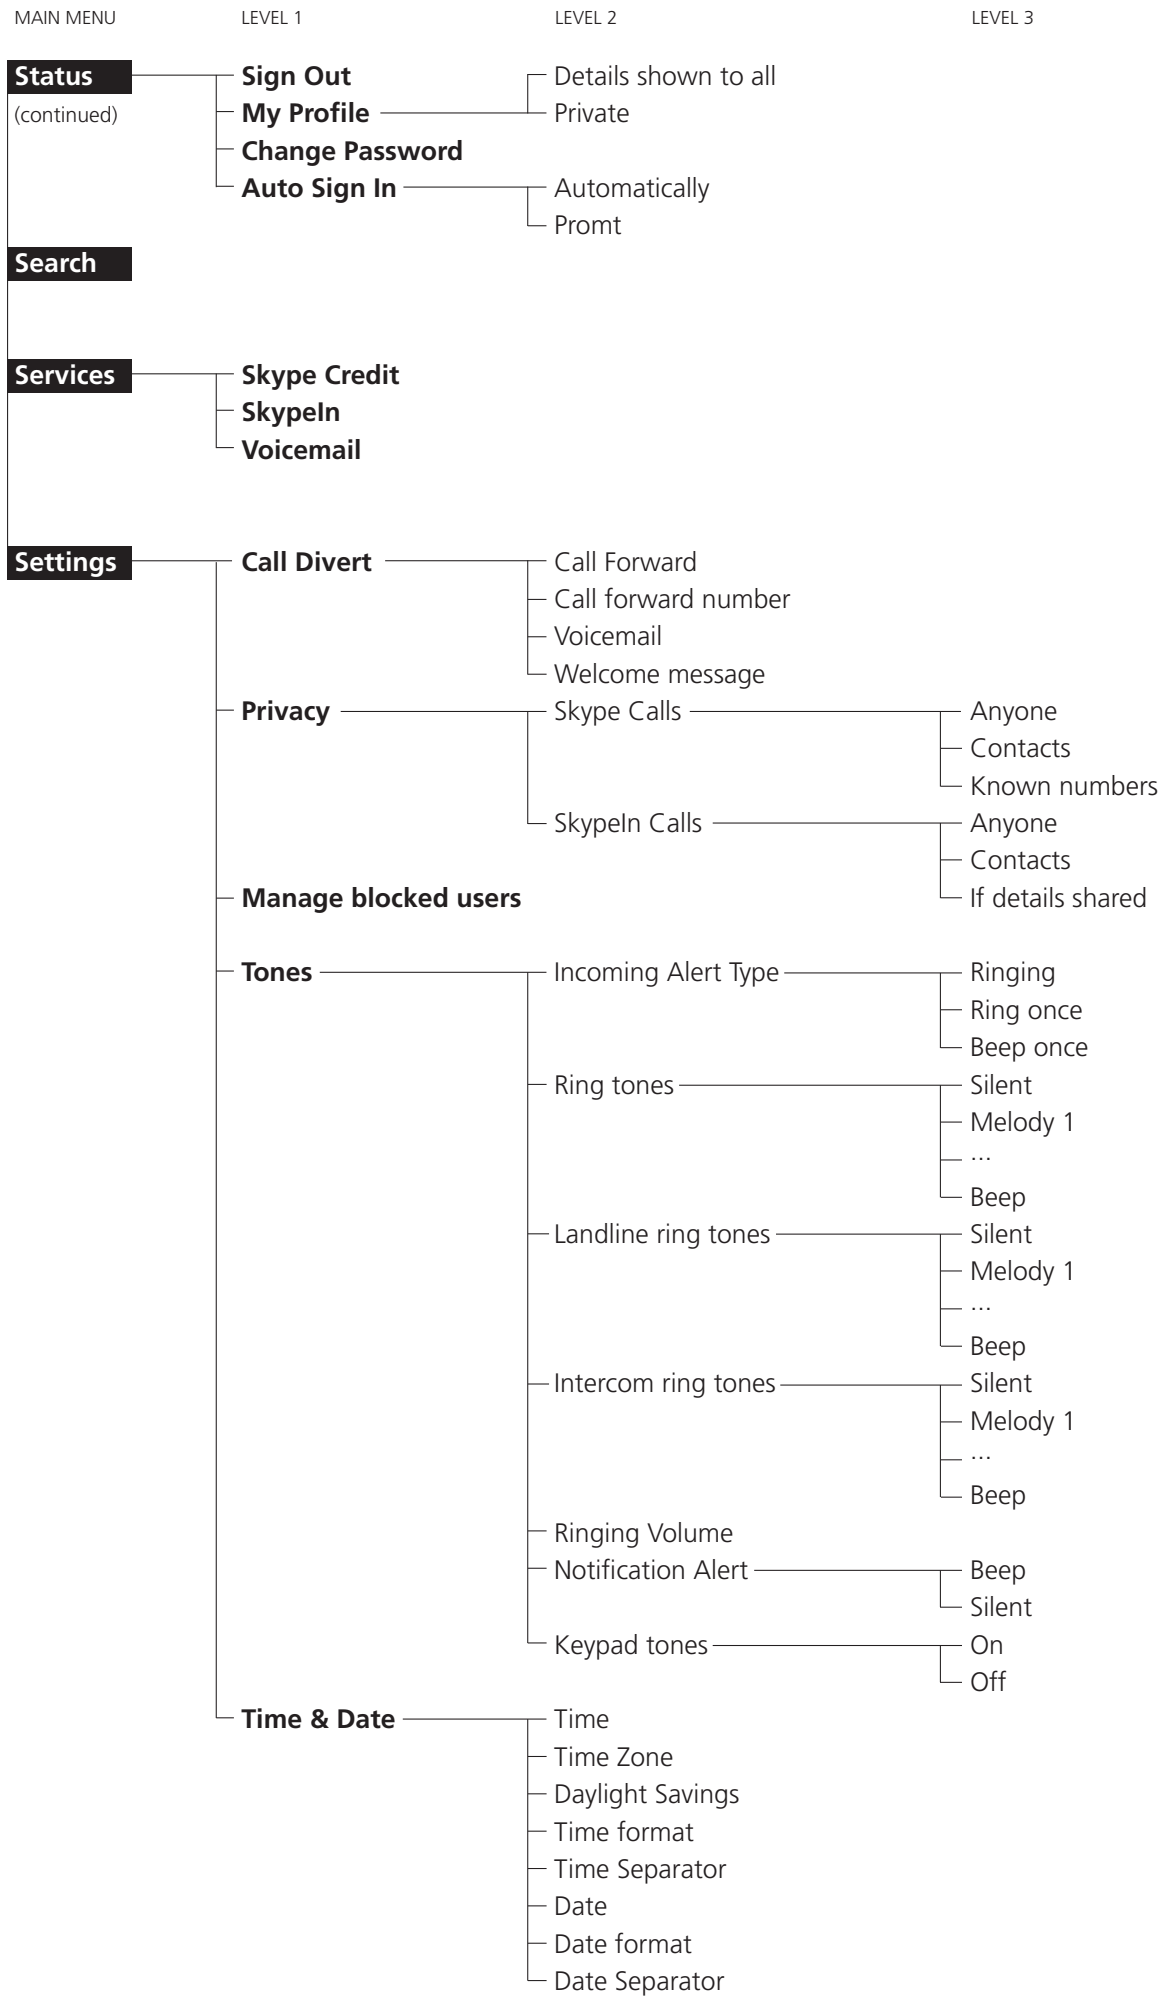 MAIN MENU LEVEL 1 LEVEL 2 LEVEL 3
Status Sign Out Details shown to all
(continued) My Profile Private
Change Password
Auto Sign In Automatically
Promt
Search
Services Skype Credit
SkypeIn
Voicemail
Settings Call Divert Call Forward
Call forward number
Voicemail
Welcome message
Privacy Skype Calls Anyone
Contacts
Known numbers
SkypeIn Calls Anyone
Contacts
Manage blocked users If details shared
Tones Incoming Alert Type Ringing
Ring once
Beep once
Ring tones Silent
Melody 1
...
Beep
Landline ring tones Silent
Melody 1
...
Beep
Intercom ring tones Silent
Melody 1
...
Beep
Ringing Volume
Notification Alert Beep
Silent
Keypad tones On
Off
Time & Date Time
Time Zone
Daylight Savings
Time format
Time Separator
Date
Date format
Date Separator